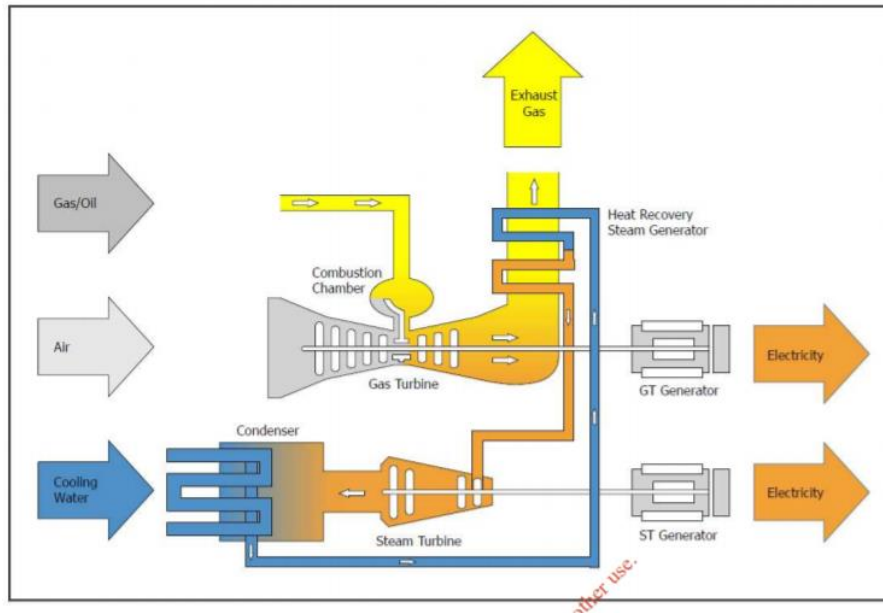 Exhaust
Gas
Gas/Oil
Heat Recovery
Steam Generator
Combustion
Chamber
Air
Electricity
Gas Turbine
GT Generator
Condenser
Cooling
Water
Electricity
Steam Turbine
ST Generator
other use.